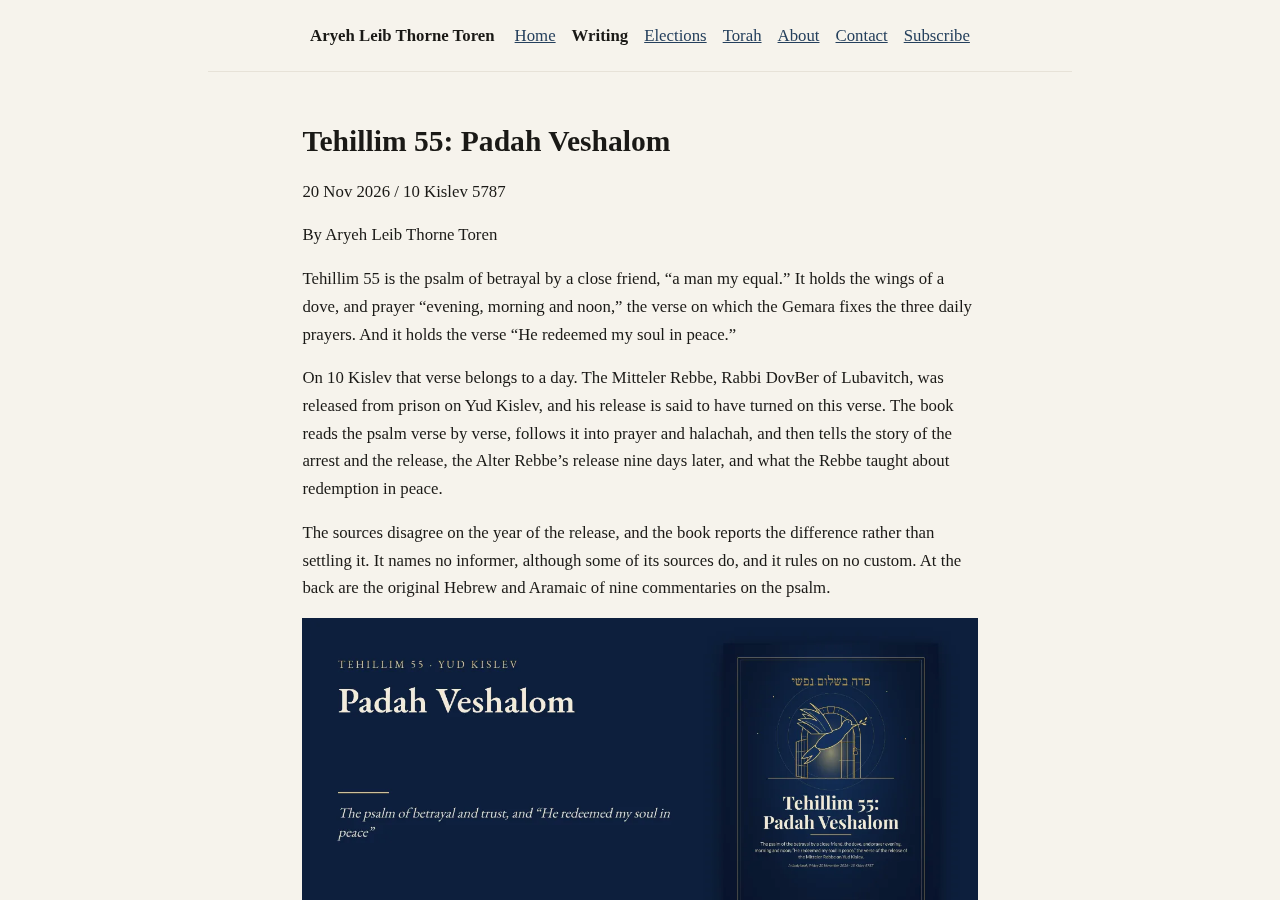 Aryeh Leib Thorne Toren Home Writing Elections Torah About Contact Subscribe
Tehillim 55: Padah Veshalom
20 Nov 2026 / 10 Kislev 5787
By Aryeh Leib Thorne Toren
Tehillim 55 is the psalm of betrayal by a close friend, “a man my equal.” It holds the wings of a
dove, and prayer “evening, morning and noon,” the verse on which the Gemara fixes the three daily
prayers. And it holds the verse “He redeemed my soul in peace.”
On 10 Kislev that verse belongs to a day. The Mitteler Rebbe, Rabbi DovBer of Lubavitch, was
released from prison on Yud Kislev, and his release is said to have turned on this verse. The book
reads the psalm verse by verse, follows it into prayer and halachah, and then tells the story of the
arrest and the release, the Alter Rebbe’s release nine days later, and what the Rebbe taught about
redemption in peace.
The sources disagree on the year of the release, and the book reports the difference rather than
settling it. It names no informer, although some of its sources do, and it rules on no custom. At the
back are the original Hebrew and Aramaic of nine commentaries on the psalm.
TEHILLIM 55 · YUD KISLEV
Padah Veshalom
The psalm of betrayal and trust, and “He redeemed my soul in
peace”
פדה בשלום נפשי
Tehillim 55:
Padah Veshalom
the Mitteler Rebbe on Yud Kislev.